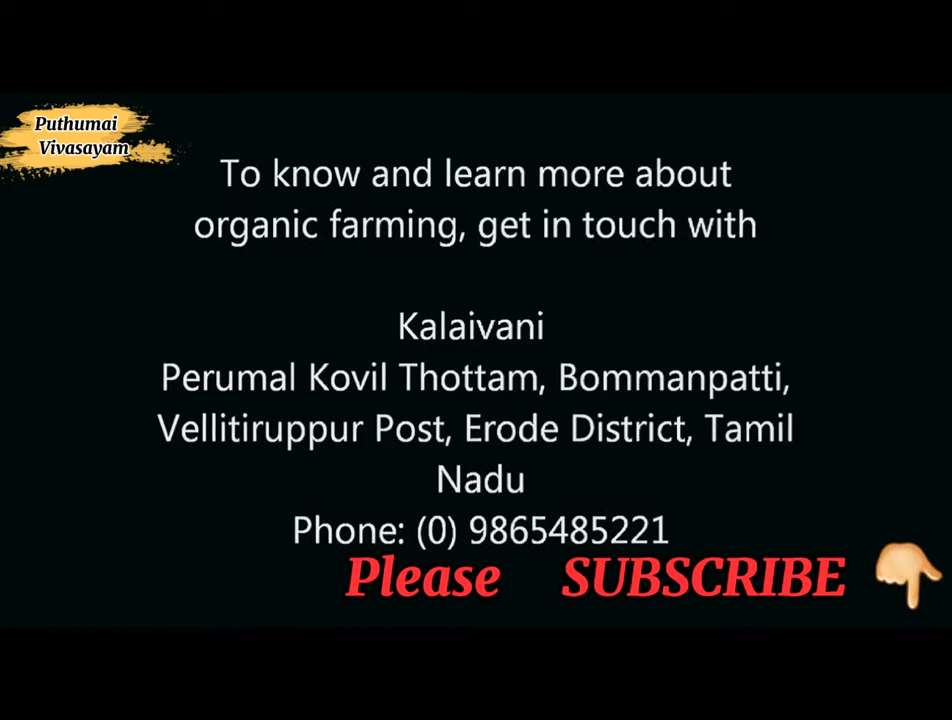 Puthumai
Vivasayam
To know and learn more about
organic farming, get in touch with
Kalaivani
Perumal Kovil Thottam, Bommanpatti,
Vellitiruppur Post, Erode District, Tamil
Nadu
Phone: (0) 9865485221
Please SUBSCRIBE